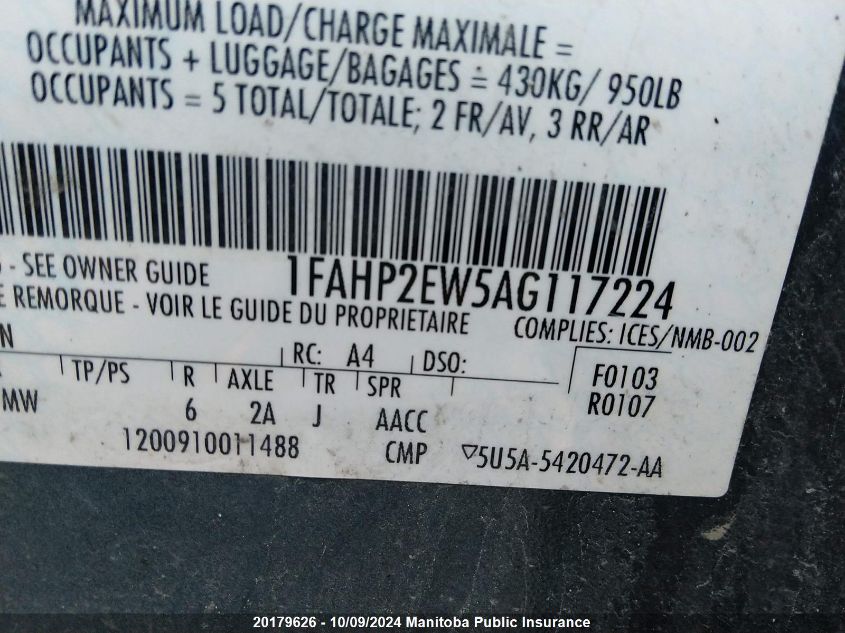 MAXIMUM LOAD/CHARGE MAXIMALE =
OCCUPANTS + LUGGAGE/BAGAGES = 430KG/ 950LB
OCCUPANTS = 5 TOTAL/TOTALE; 2 FR/AV, 3 RR/AR
- SEE OWNER GUIDE 1FAHP2EW5AG117224
REMORQUE - VOIR LE GUIDE DU PROPRIETAIRE COMPLIES: ICES/NMB-002
RC: A4 DSO:
TP/PS R AXLE TR SPR F0103
MW 6 2A J AACC R0107
1200910011488 CMP 5U5A-5420472-AA
20179626 - 10/09/2024 Manitoba Public Insurance